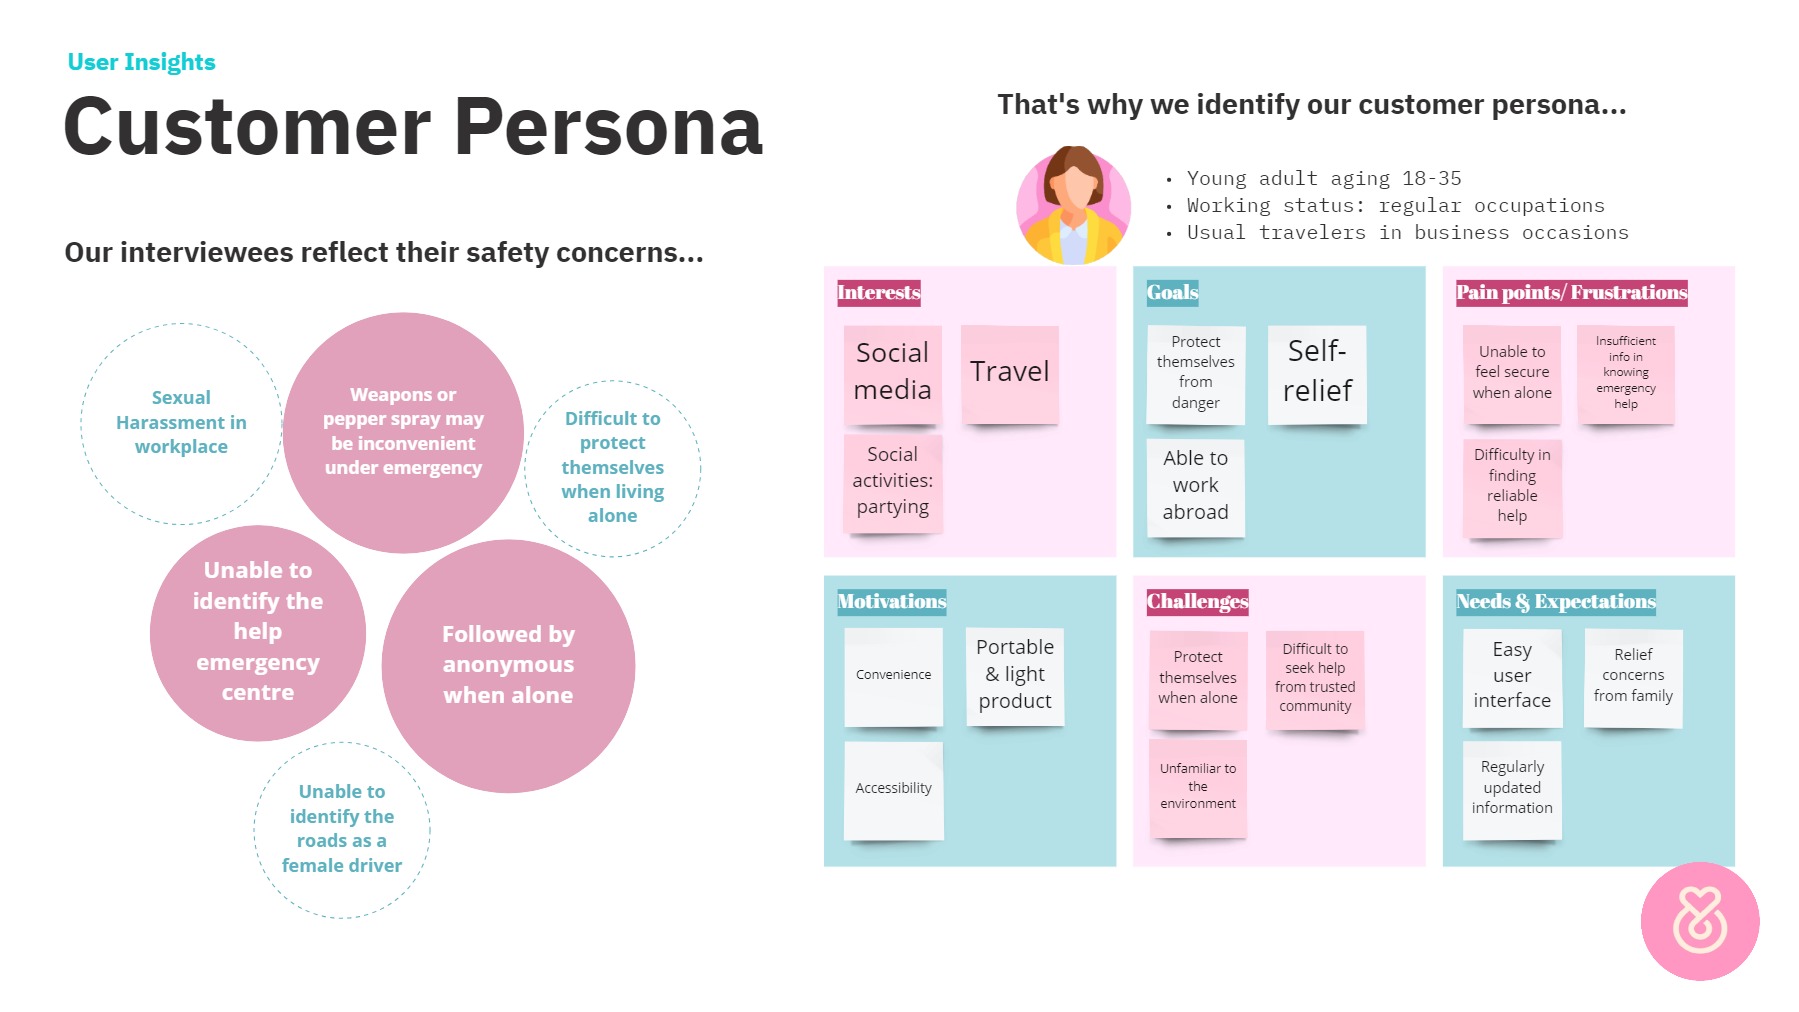 User Insights
Customer Persona
Our interviewees reflect their safety concerns...
Sexual
Harassment in
workplace
Weapons or
pepper spray may
be inconvenient
under emergency
Difficult to
protect
themselves
when living
alone
Unable to
identify the
help
emergency
centre
Followed by
anonymous
when alone
Unable to
identify the
roads as a
female driver
That's why we identify our customer persona...
• Young adult aging 18-35
• Working status: regular occupations
• Usual travelers in business occasions
Interests
Social
media
Travel
Social
activities:
partying
Goals
Protect
themselves
from
danger
Self-
relief
Able to
work
abroad
Pain points/ Frustrations
Unable to
feel secure
when alone
Insufficient
info in
knowing
emergency
help
Difficulty in
finding
reliable
help
Motivations
Convenience
Portable
& light
product
Accessibility
Challenges
Protect
themselves
when alone
Difficult to
seek help
from trusted
community
Unfamiliar to
the
environment
Needs & Expectations
Easy
user
interface
Relief
concerns
from family
Regularly
updated
information